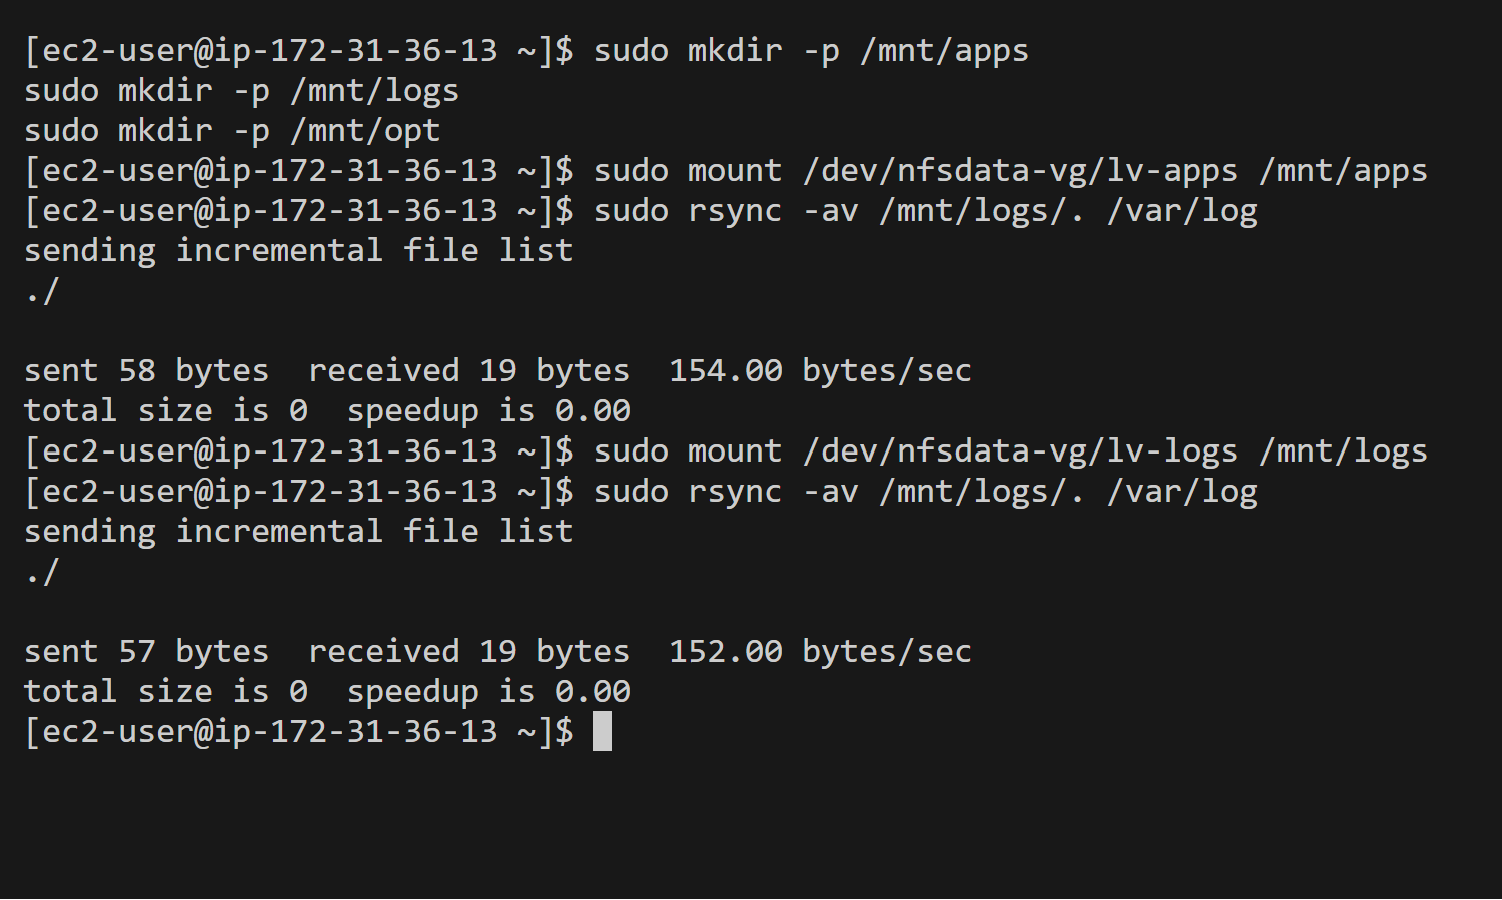 [ec2-user@ip-172-31-36-13 ~]$ sudo mkdir -p /mnt/apps
sudo mkdir -p /mnt/logs
sudo mkdir -p /mnt/opt
[ec2-user@ip-172-31-36-13 ~]$ sudo mount /dev/nfsdata-vg/lv-apps /mnt/apps
[ec2-user@ip-172-31-36-13 ~]$ sudo rsync -av /mnt/logs/. /var/log
sending incremental file list
./
sent 58 bytes  received 19 bytes  154.00 bytes/sec
total size is 0  speedup is 0.00
[ec2-user@ip-172-31-36-13 ~]$ sudo mount /dev/nfsdata-vg/lv-logs /mnt/logs
[ec2-user@ip-172-31-36-13 ~]$ sudo rsync -av /mnt/logs/. /var/log
sending incremental file list
./
sent 57 bytes  received 19 bytes  152.00 bytes/sec
total size is 0  speedup is 0.00
[ec2-user@ip-172-31-36-13 ~]$